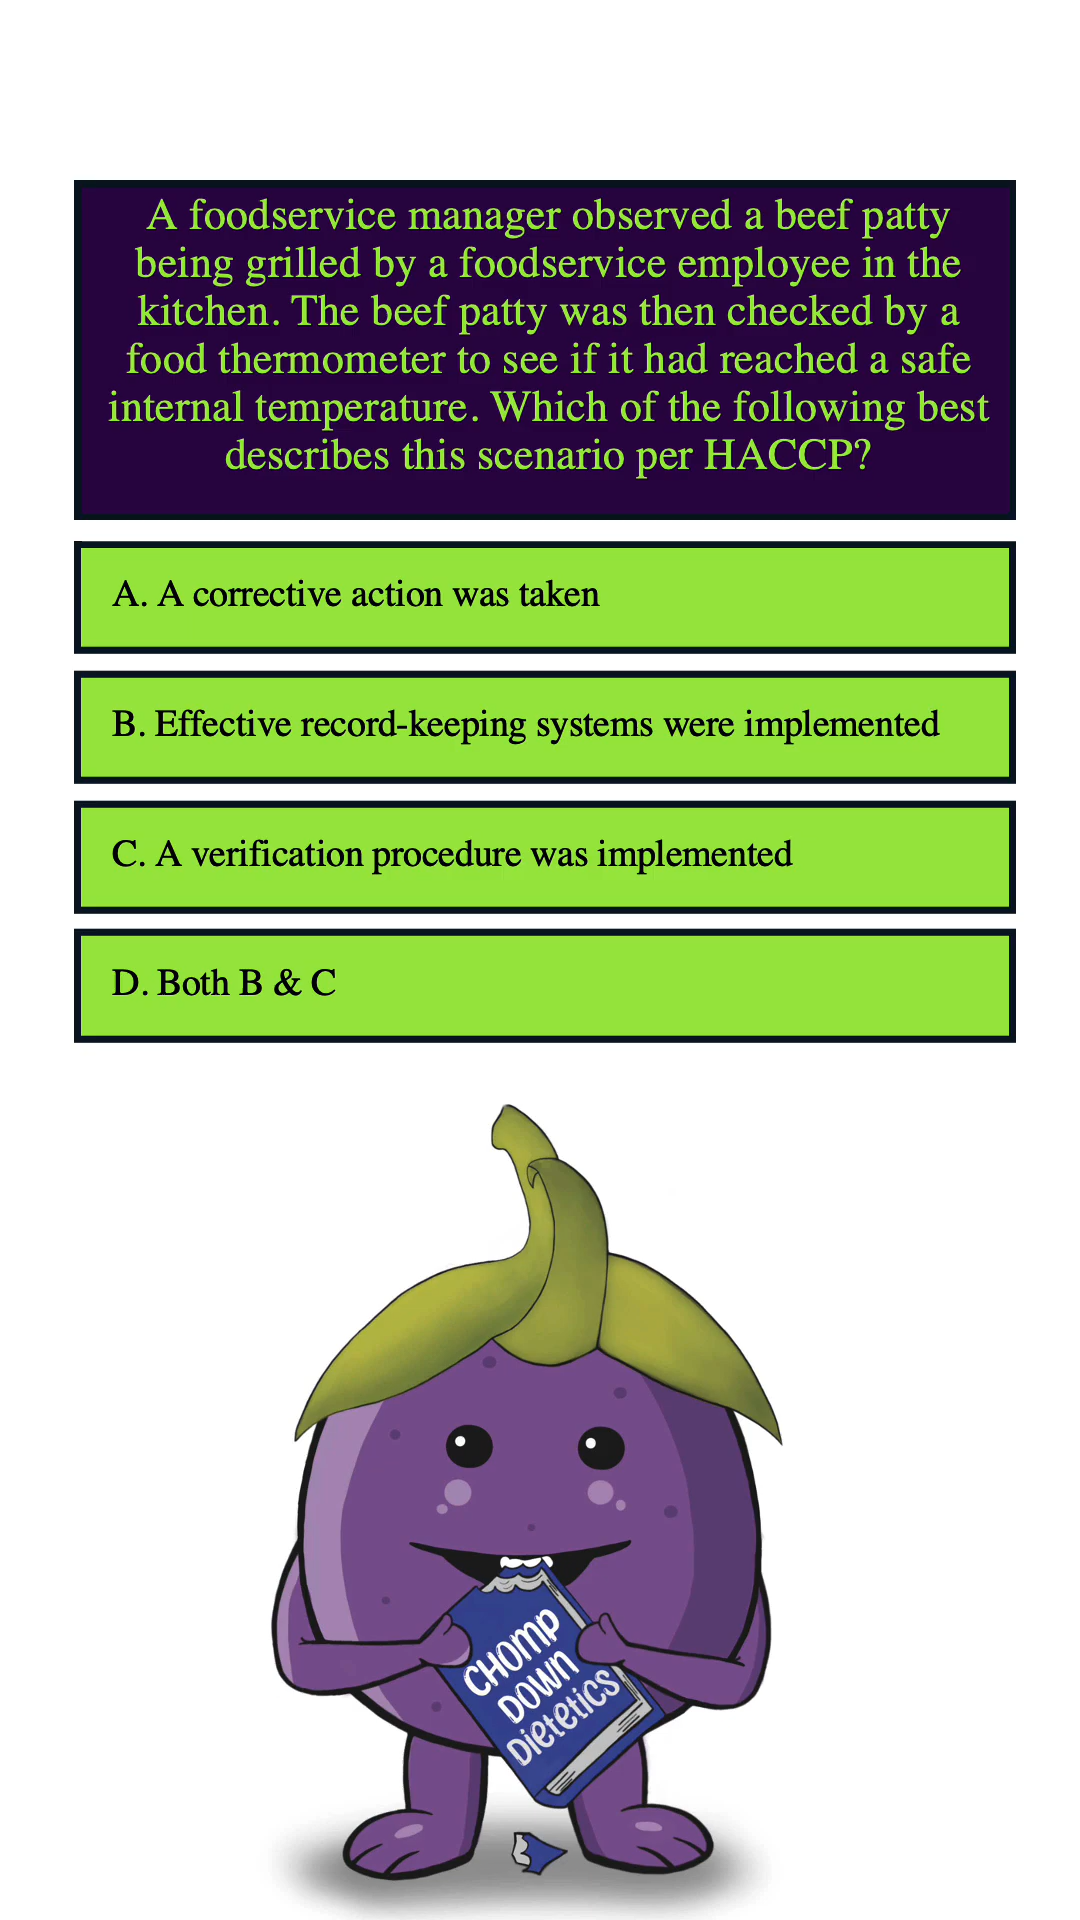 A foodservice manager observed a beef patty
being grilled by a foodservice employee in the
kitchen. The beef patty was then checked by a
food thermometer to see if it had reached a safe
internal temperature. Which of the following best
describes this scenario per HACCP?
A. A corrective action was taken
B. Effective record-keeping systems were implemented
C. A verification procedure was implemented
D. Both B & C
CHOMP
DOWN
Dietetics